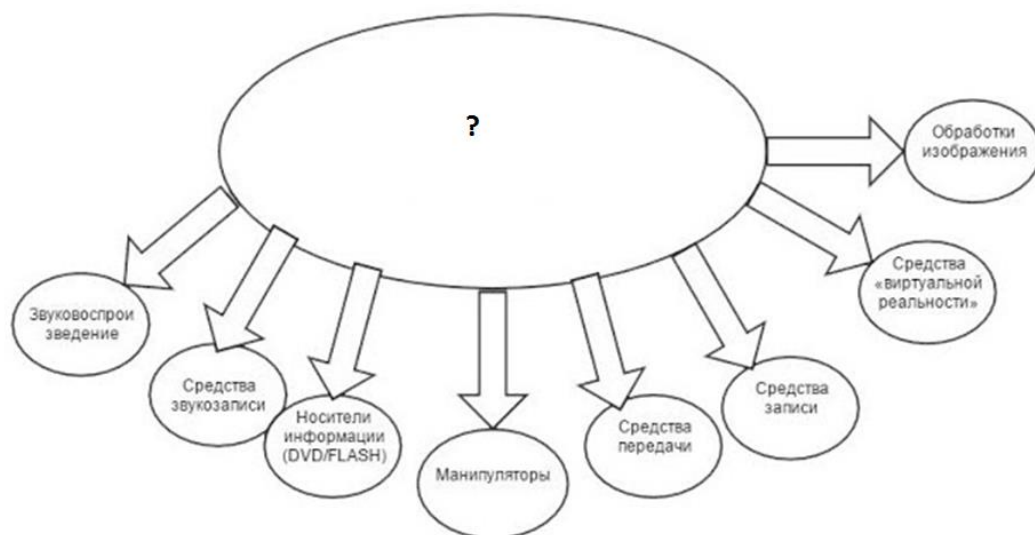 ?
Обработки
изображения
Средства
«виртуальной
реальности»
Звуковоспрои
зведение
Средства
звукозаписи
Носители
информации
(DVD/FLASH)
Манипуляторы
Средства
передачи
Средства
записи